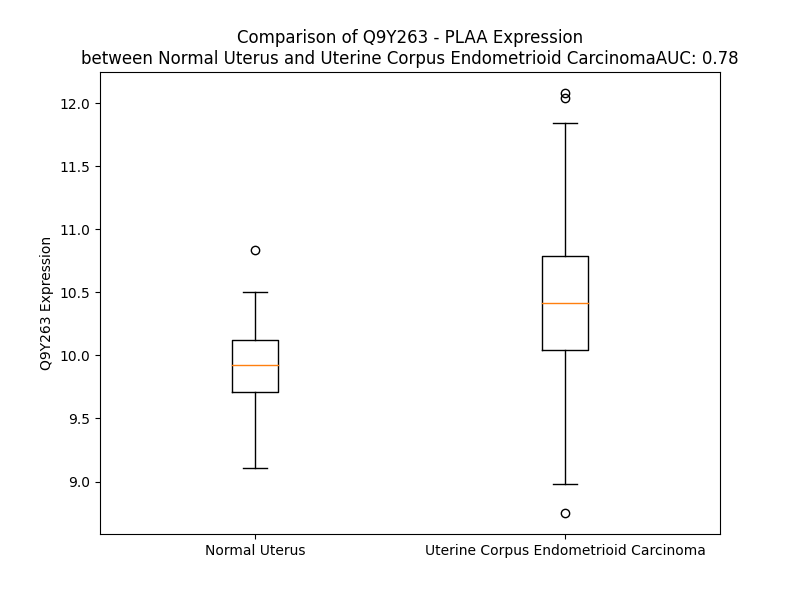 Comparison of Q9Y263 - PLAA Expression
between Normal Uterus and Uterine Corpus Endometrioid CarcinomaAUC: 0.78
12.0
11.5
11.0
10.5
10.0
9.5
9.0
Q9Y263 Expression
Normal Uterus
Uterine Corpus Endometrioid Carcinoma